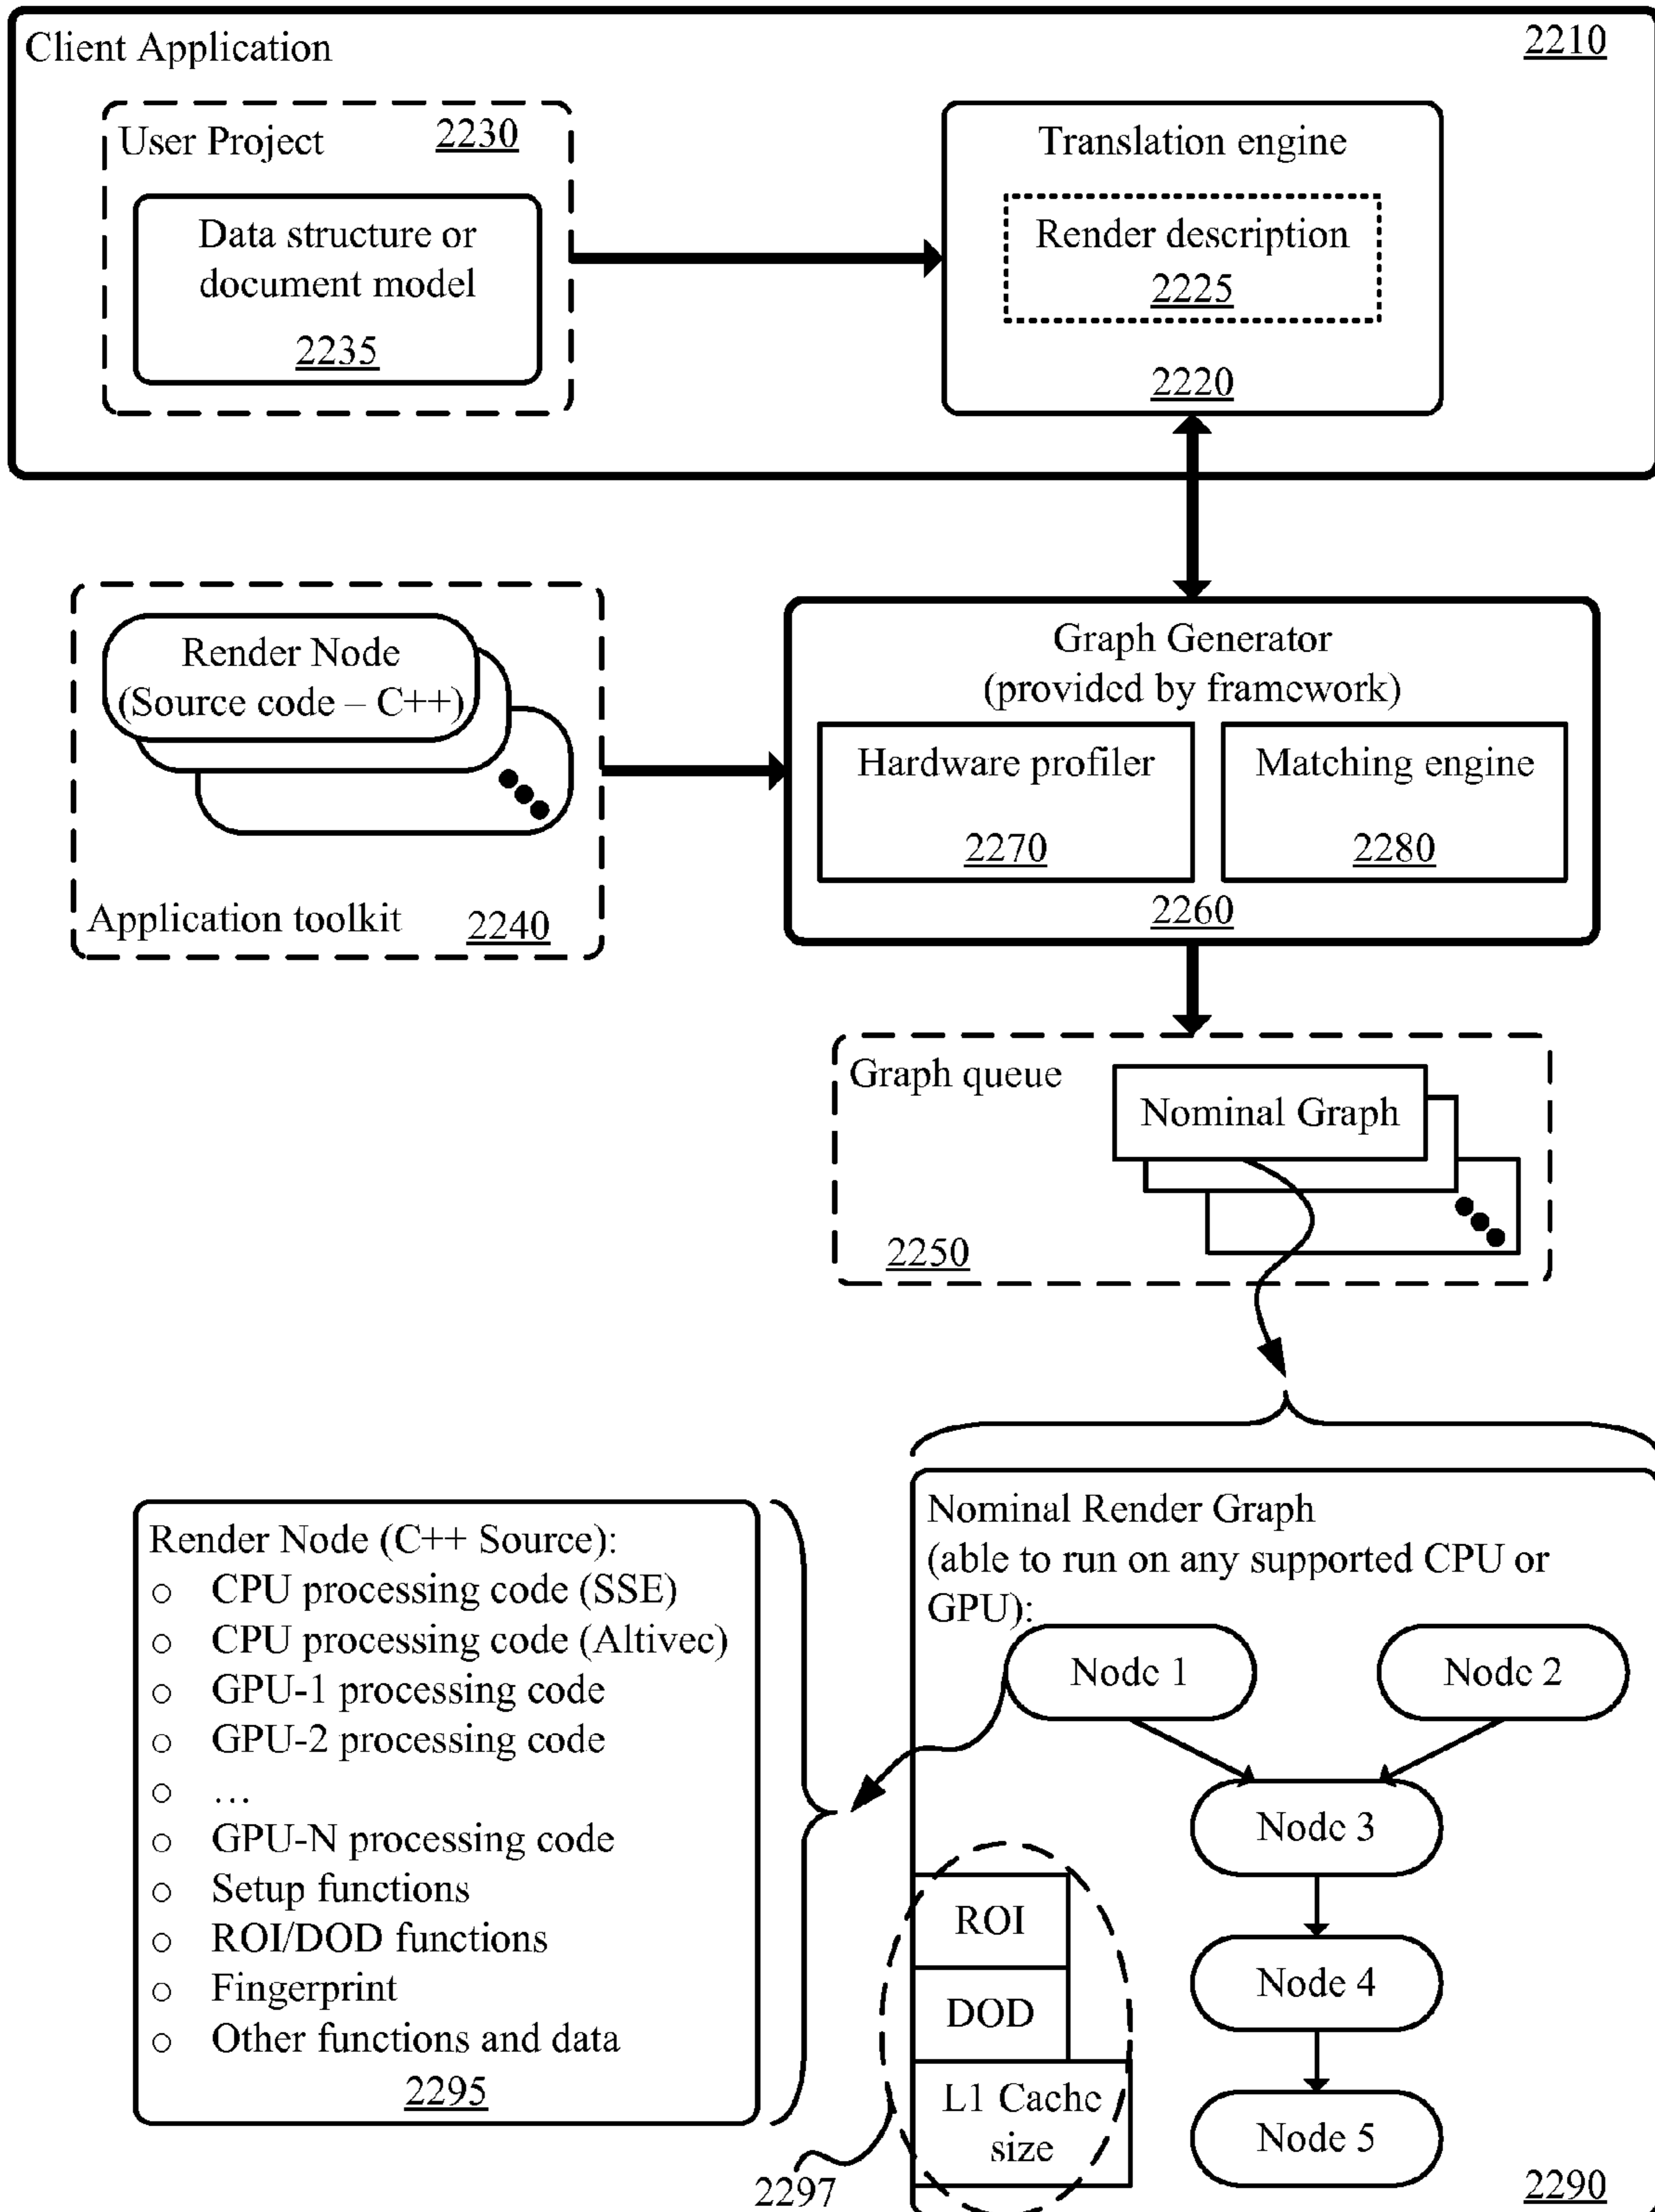 Client Application
2210
User Project
2230
Data structure or
document model
2235
Translation engine
Render description
2225
2220
Render Node
(Source code – C++)
Application toolkit
2240
Graph Generator
(provided by framework)
Hardware profiler
2270
Matching engine
2280
2260
Graph queue
Nominal Graph
2250
Render Node (C++ Source):
○ CPU processing code (SSE)
○ CPU processing code (Altivec)
○ GPU-1 processing code
○ GPU-2 processing code
○ …
○ GPU-N processing code
○ Setup functions
○ ROI/DOD functions
○ Fingerprint
○ Other functions and data
2295
Nominal Render Graph
(able to run on any supported CPU or
GPU):
Node 1
Node 2
Node 3
Node 4
Node 5
ROI
DOD
L1 Cache
size
2297
2290